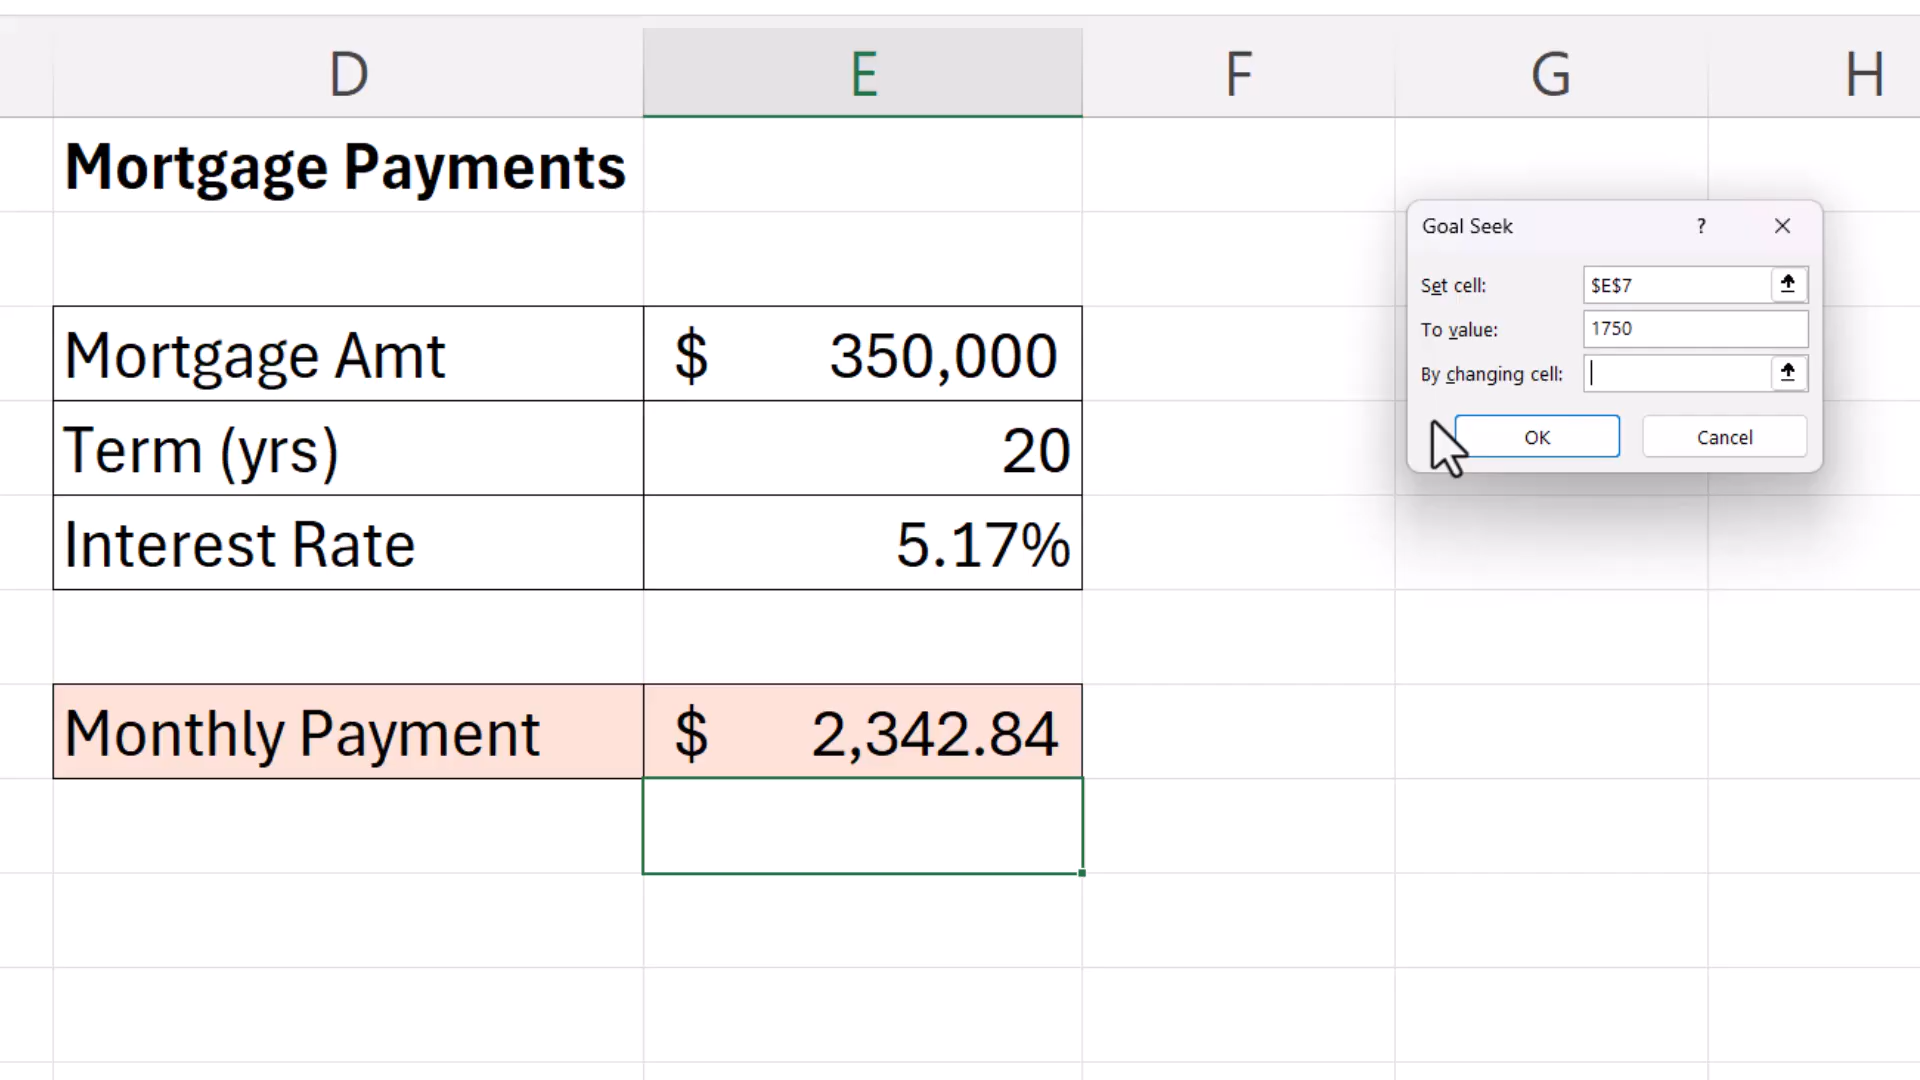 D E F G H
Mortgage Payments
Goal Seek ? ×
Set cell: $E$7
To value: 1750
By changing cell:
OK Cancel
Mortgage Amt $ 350,000
Term (yrs) 20
Interest Rate 5.17%
Monthly Payment $ 2,342.84